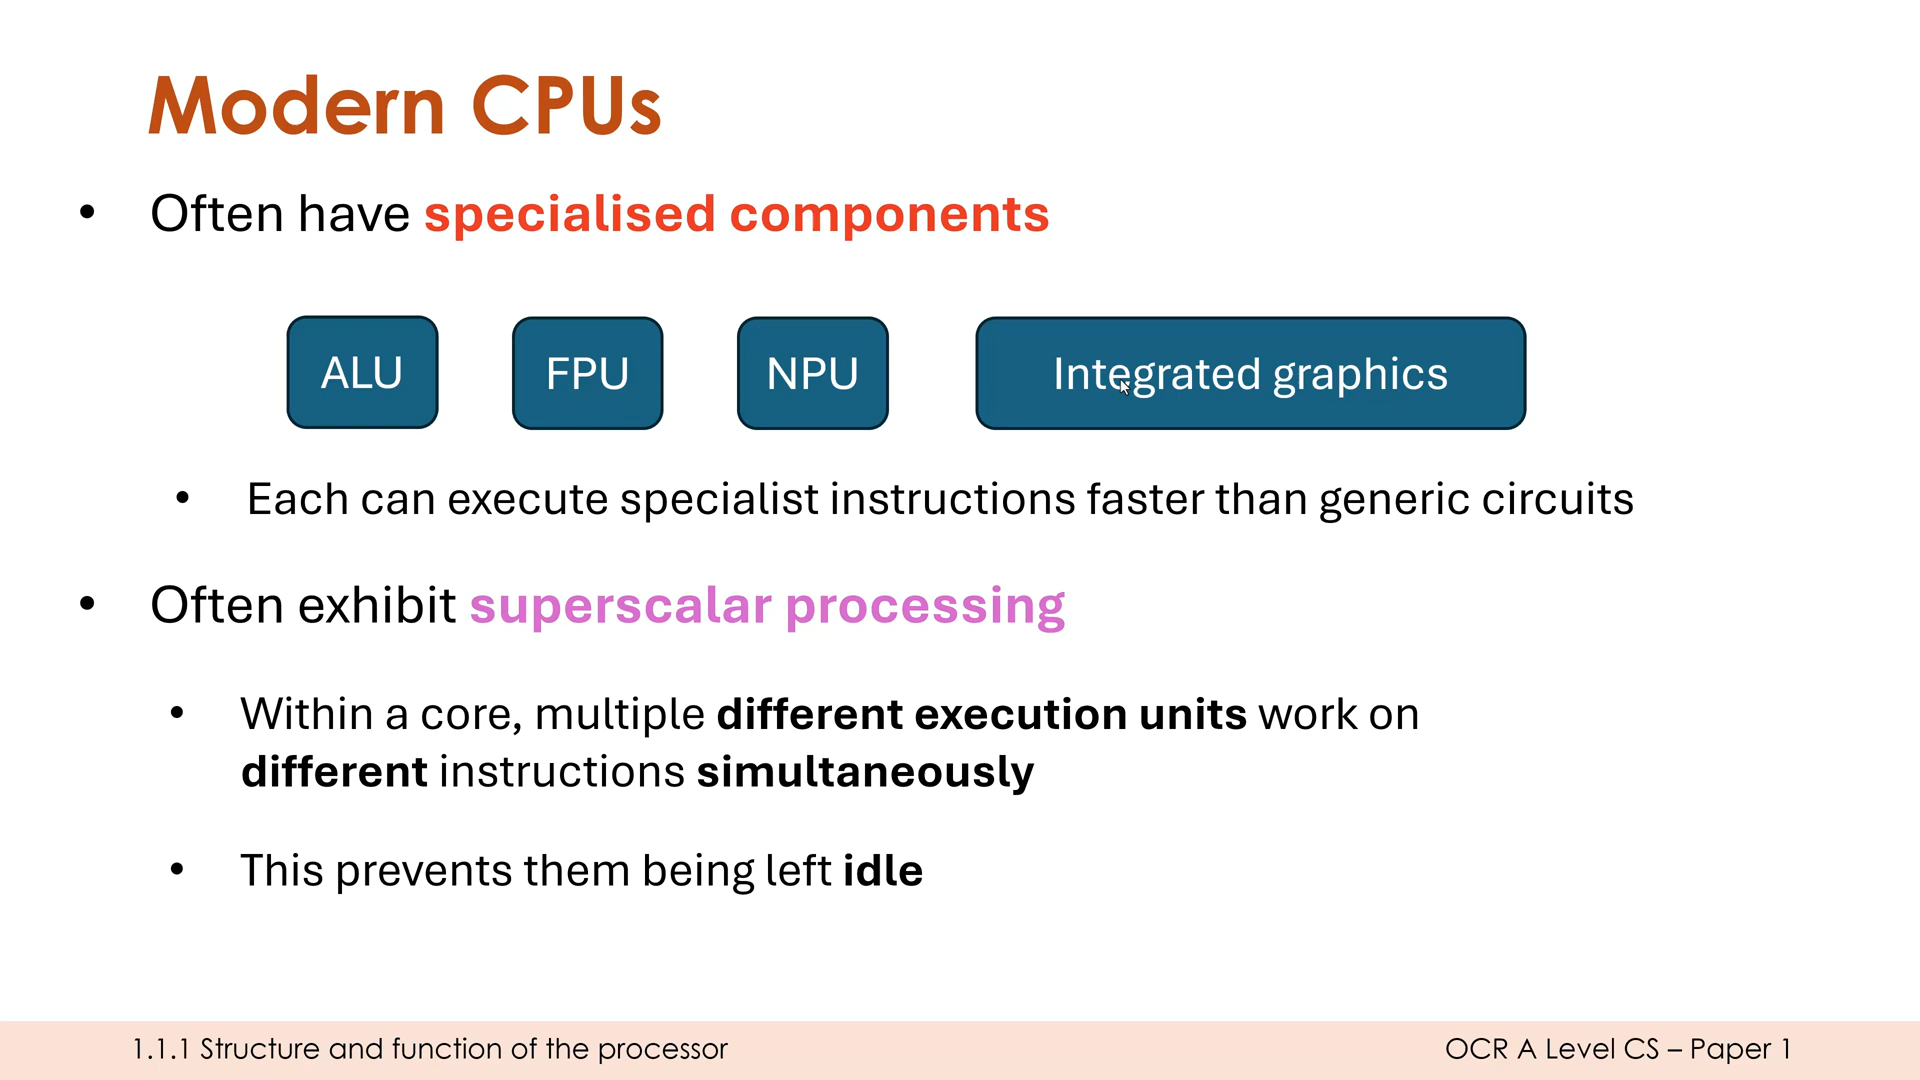 Modern CPUs
• Often have specialised components
ALU
FPU
NPU
Integrated graphics
• Each can execute specialist instructions faster than generic circuits
• Often exhibit superscalar processing
• Within a core, multiple different execution units work on
different instructions simultaneously
• This prevents them being left idle
1.1.1 Structure and function of the processor
OCR A Level CS – Paper 1